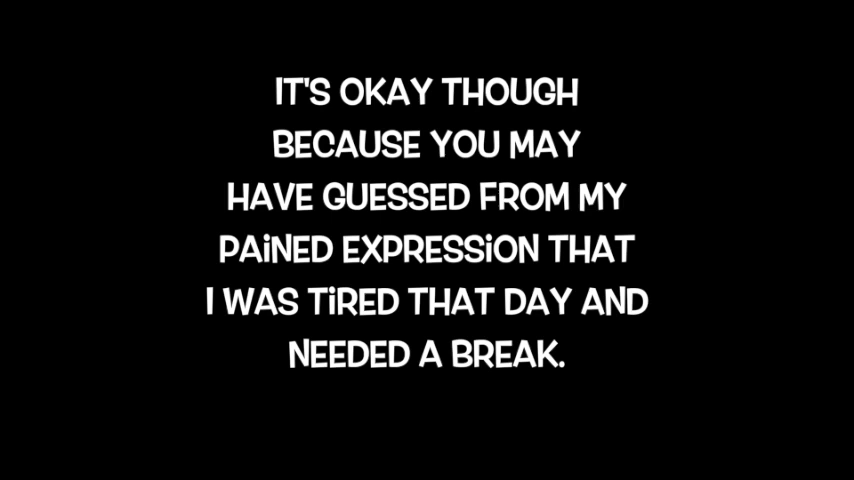 IT'S OKAY THOUGH
BECAUSE YOU MAY
HAVE GUESSED FROM MY
PAiNED EXPRESSiON THAT
I WAS TiRED THAT DAY AND
NEEDED A BREAK.